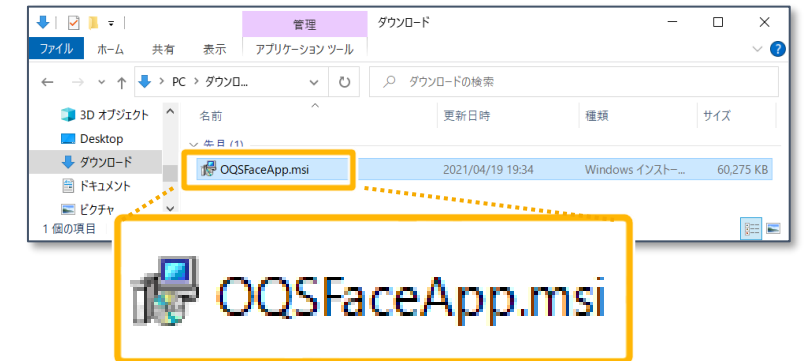 管理
ダウンロード
ファイル ホーム 共有 表示 アプリケーション ツール
PC > ダウンロ... ダウンロードの検索
3D オブジェクト
Desktop
ダウンロード
ドキュメント
ピクチャ
名前 更新日時 種類 サイズ
先月 (1)
OQSFaceApp.msi 2021/04/19 19:34 Windows インストー... 60,275 KB
1 個の項目
OQSFaceApp.msi